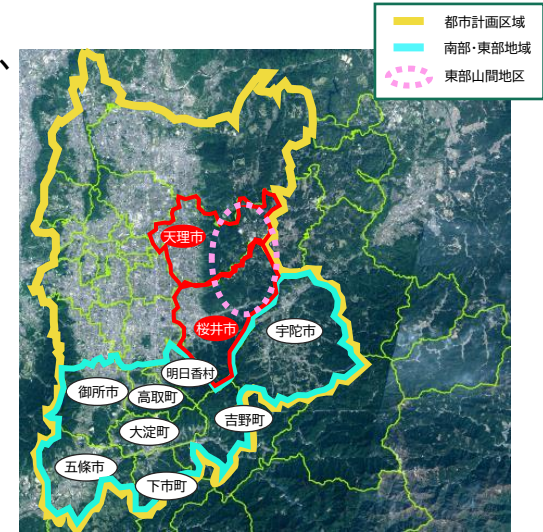 、
都市計画区域
南部・東部地域
東部山間地区
天理市
桜井市
宇陀市
明日香村
御所市
高取町
吉野町
大淀町
五條市
下市町